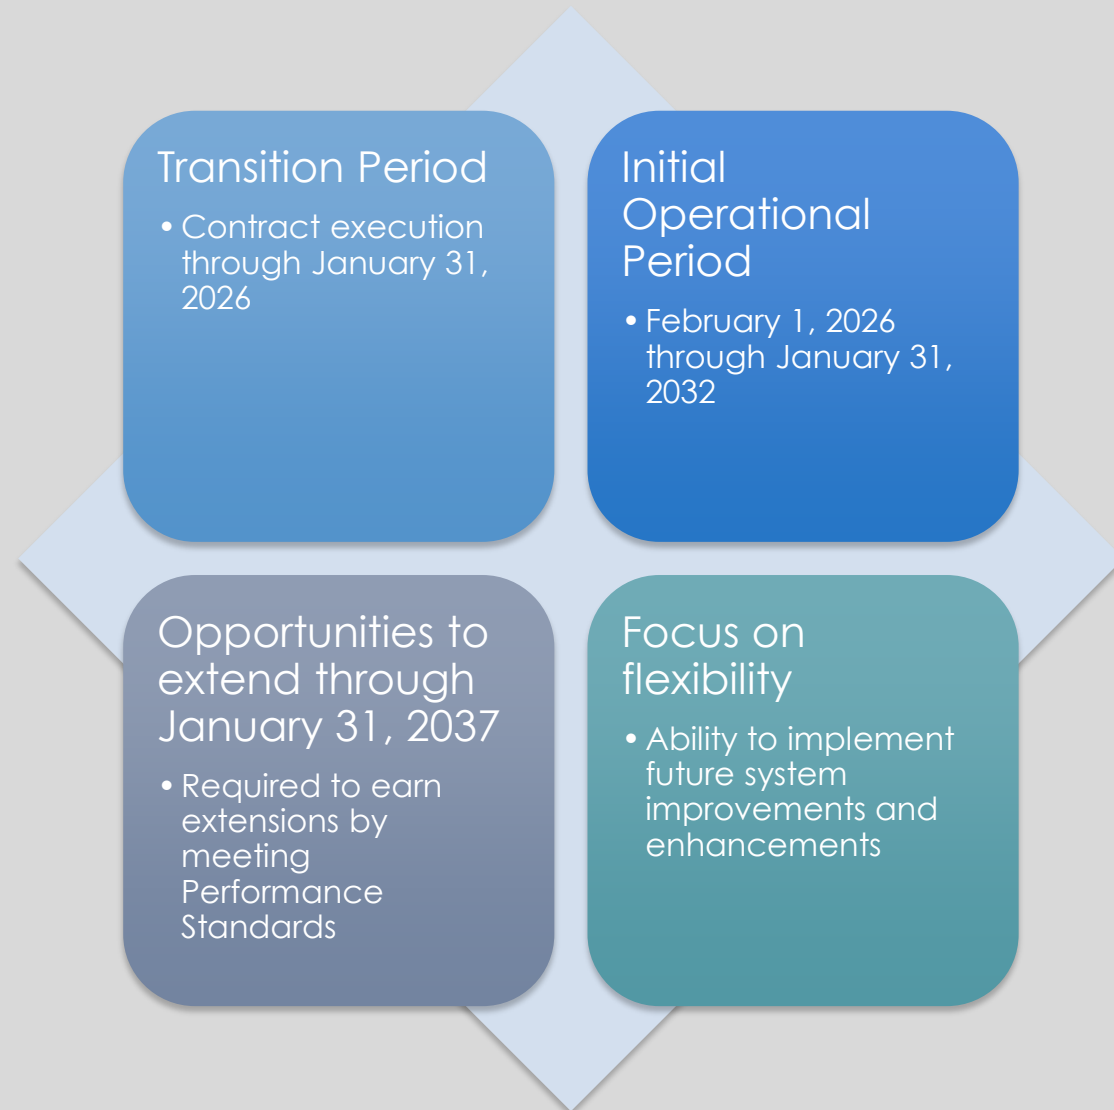 Transition Period
• Contract execution
through January 31,
2026
Initial
Operational
Period
• February 1, 2026
through January 31,
2032
Opportunities to
extend through
January 31, 2037
• Required to earn
extensions by
meeting
Performance
Standards
Focus on
flexibility
• Ability to implement
future system
improvements and
enhancements